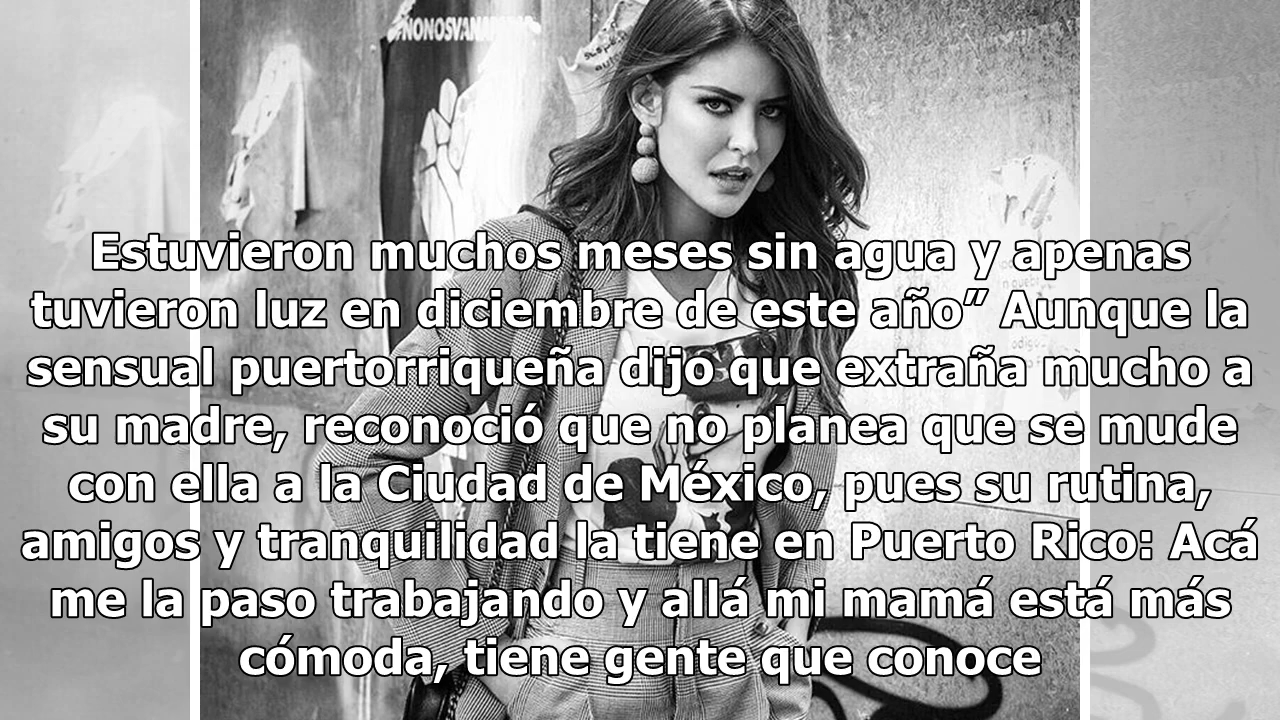 #NONOSVANA
Estuvieron muchos meses sin agua y apenas
tuvieron luz en diciembre de este año” Aunque la
sensual puertorriqueña dijo que extraña mucho a
su madre, reconoció que no planea que se mude
con ella a la Ciudad de México, pues su rutina,
amigos y tranquilidad la tiene en Puerto Rico: Acá
me la paso trabajando y allá mi mamá está más
cómoda, tiene gente que conoce